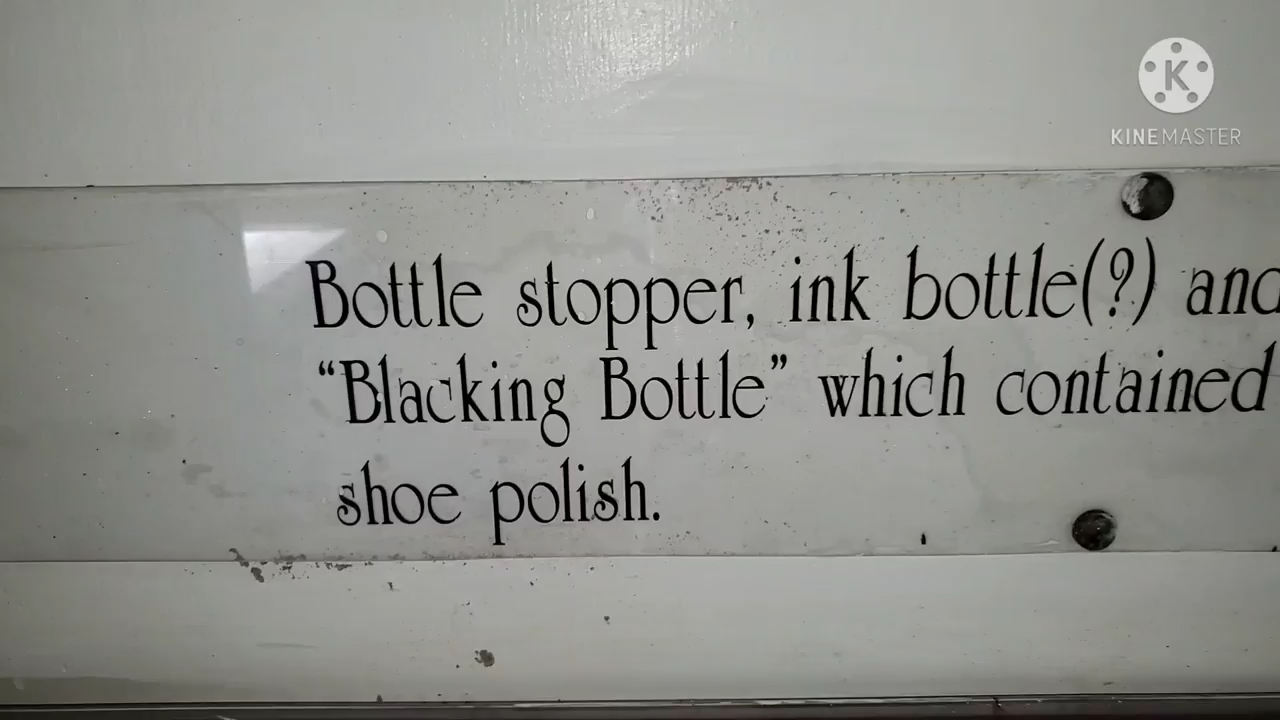 K
KINEMASTER
Bottle stopper, ink bottle(?) and
“Blacking Bottle” which contained
shoe polish.